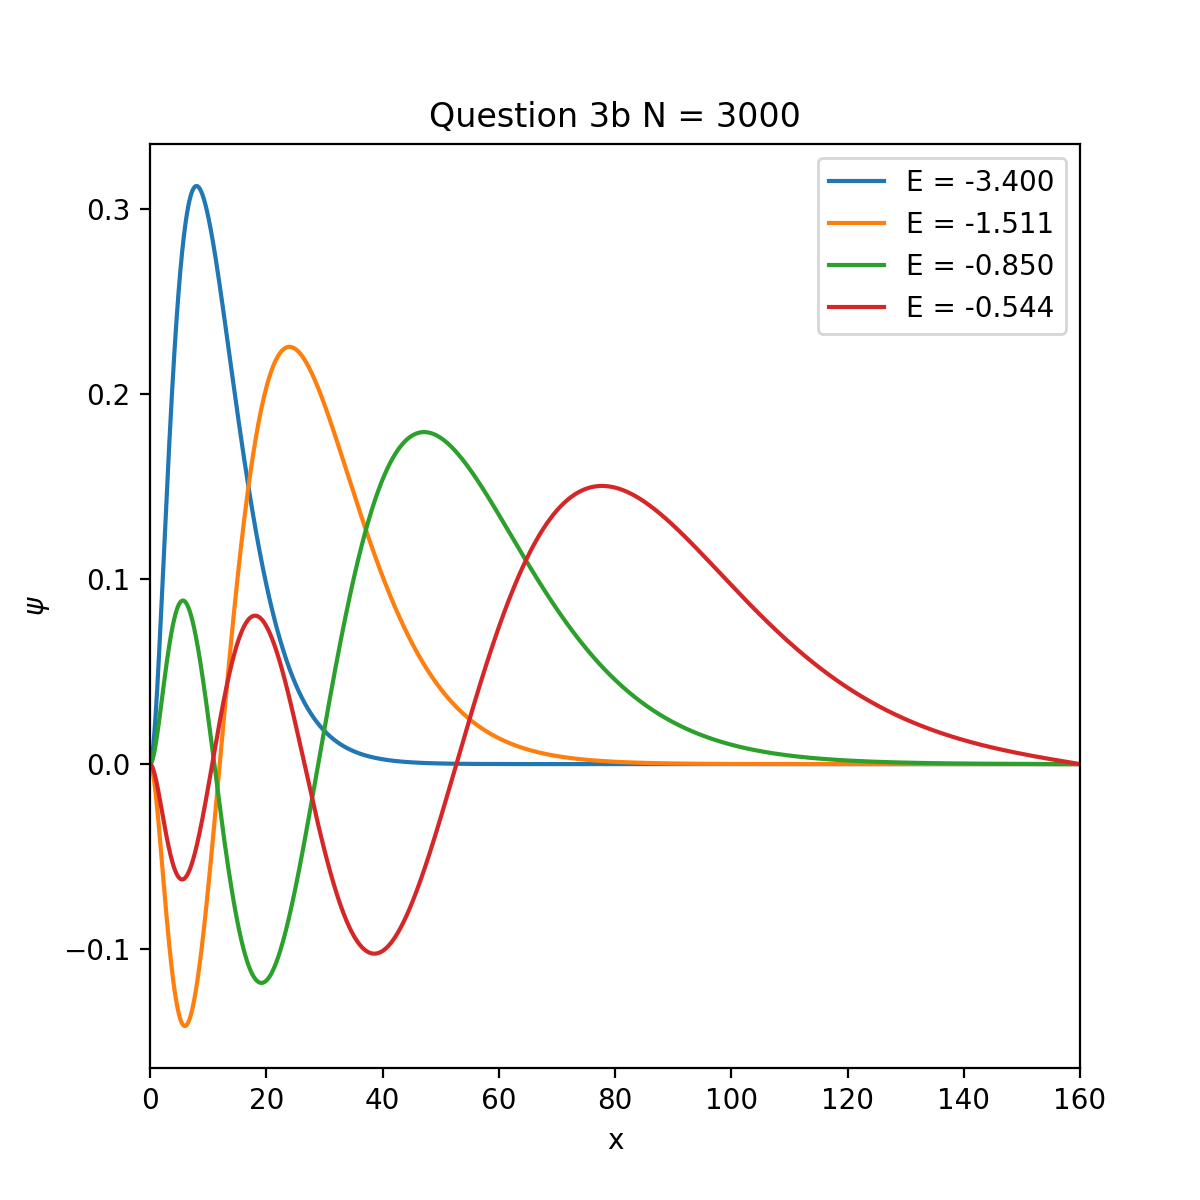 Question 3b N = 3000
E = -3.400
E = -1.511
E = -0.850
E = -0.544
0.3
0.2
0.1
0.0
−0.1
ψ
0 20 40 60 80 100 120 140 160
x